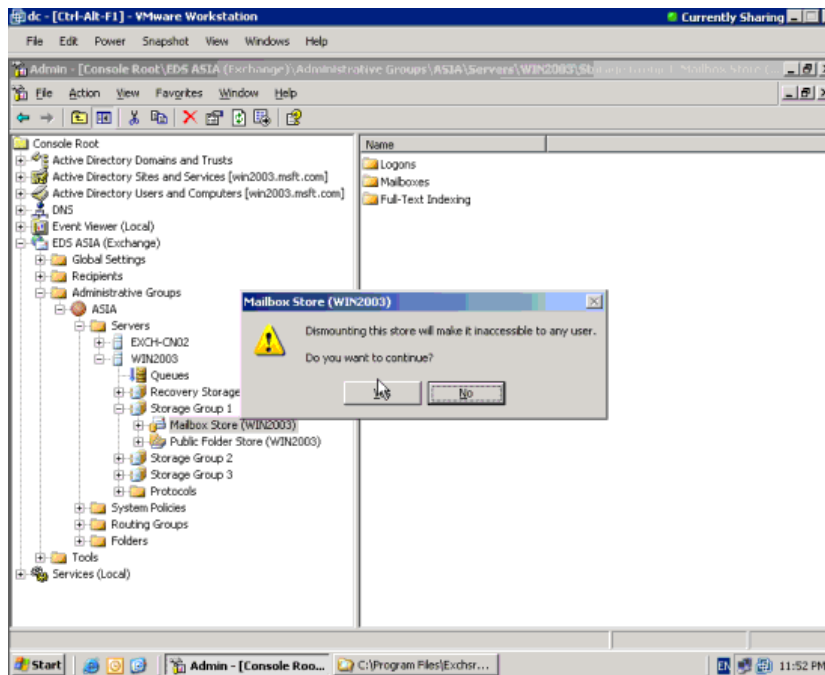 dc - [Ctrl-Alt-F1] - VMware Workstation
Currently Sharing
File Edit Power Snapshot View Windows Help
Admin - [Console Root\EDS ASIA (Exchange)\Administrative Groups\ASIA\Servers\WIN2003\Storage Group 1\Mailbox Store (
File Action View Favorites Window Help
Console Root
Active Directory Domains and Trusts
Active Directory Sites and Services [win2003.msft.com]
Active Directory Users and Computers [win2003.msft.com]
DNS
Event Viewer (Local)
EDS ASIA (Exchange)
Global Settings
Recipients
Administrative Groups
ASIA
Servers
EXCH-CN02
WIN2003
Queues
Recovery Storage
Storage Group 1
Mailbox Store (WIN2003)
Public Folder Store (WIN2003)
Storage Group 2
Storage Group 3
Protocols
System Policies
Routing Groups
Folders
Tools
Services (Local)
Name
Logons
Mailboxes
Full-Text Indexing
Mailbox Store (WIN2003)
Dismounting this store will make it inaccessible to any user.
Do you want to continue?
Yes
No
Start
Admin - [Console Roo...
C:\Program Files\Exchsr...
EN
11:52 PM